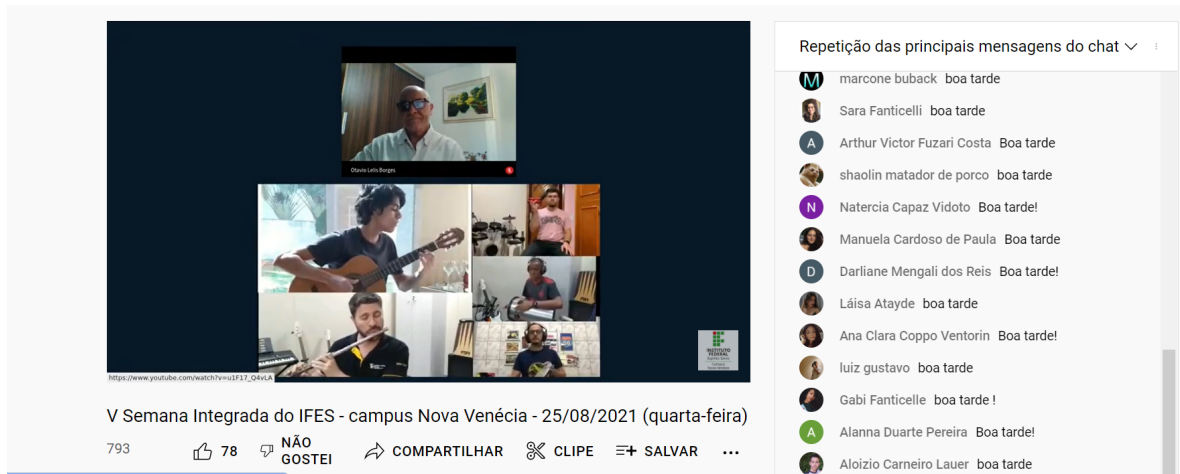 Otavio Lelis Borges
INSTITUTO
FEDERAL
Espírito Santo
https://www.youtube.com/watch?v=u1F17_Q4vLA
V Semana Integrada do IFES - campus Nova Venécia - 25/08/2021 (quarta-feira)
793
78
NÃO GOSTEI
COMPARTILHAR
CLIPE
SALVAR
Repetição das principais mensagens do chat
marcone buback boa tarde
Sara Fanticelli boa tarde
A Arthur Victor Fuzari Costa Boa tarde
shaolin matador de porco boa tarde
N Natercia Capaz Vidoto Boa tarde!
Manuela Cardoso de Paula Boa tarde
D Darliane Mengali dos Reis Boa tarde!
Láisa Atayde boa tarde
Ana Clara Coppo Ventorin Boa tarde!
luiz gustavo boa tarde
Gabi Fanticelle boa tarde !
A Alanna Duarte Pereira Boa tarde!
Aloizio Carneiro Lauer boa tarde